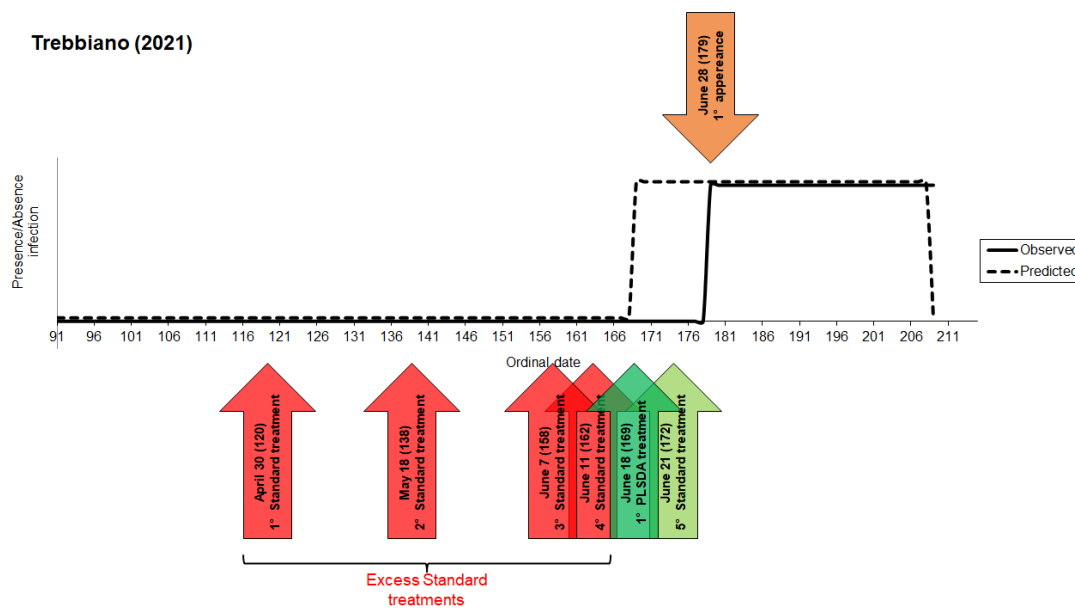 Trebbiano (2021)
June 28 (179)
1° appereance
Presence/Absence
infection
Observed
Predicted
91 96 101 106 111 116 121 126 131 136 141 146 151 156 161 166 171 176 181 186 191 196 201 206 211
Ordinal date
April 30 (120)
1° Standard treatment
May 18 (138)
2° Standard treatment
June 7 (158)
3° Standard treatment
June 11 (162)
4° Standard treatment
June 18 (169)
1° PLSDA treatment
June 21 (172)
5° Standard treatment
Excess Standard
treatments